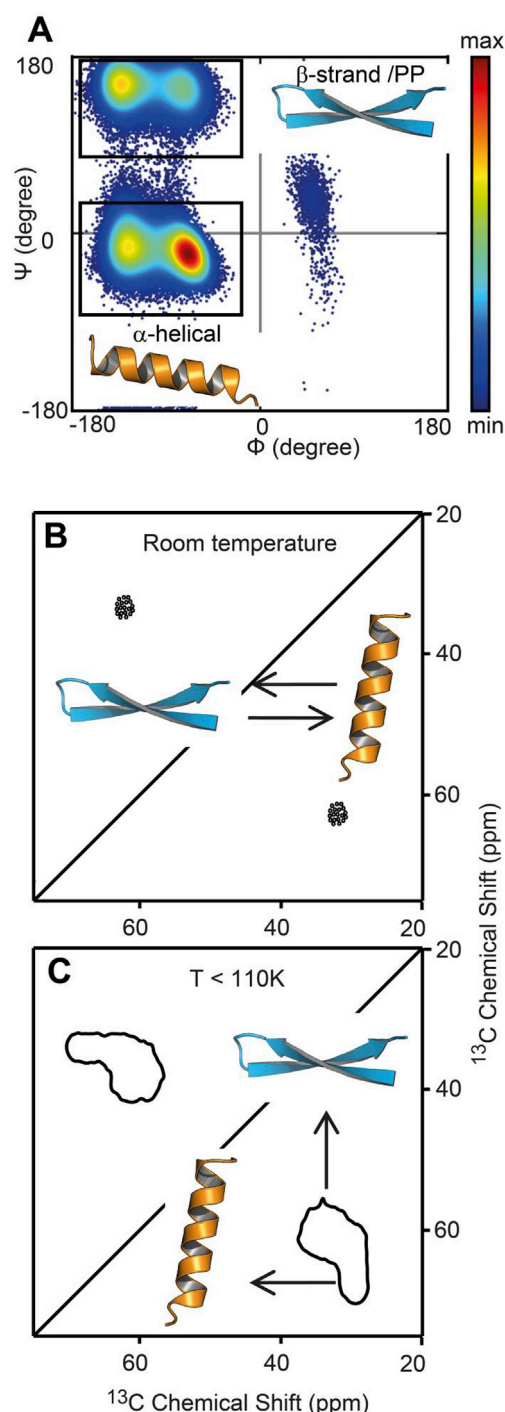 A
max
180
β-strand /PP
Ψ (degree)
0
α-helical
-180
-180
0
180
min
Φ (degree)
B
Room temperature
20
40
60
60
40
20
13C Chemical Shift (ppm)
C
T < 110K
20
40
60
60
40
20
13C Chemical Shift (ppm)